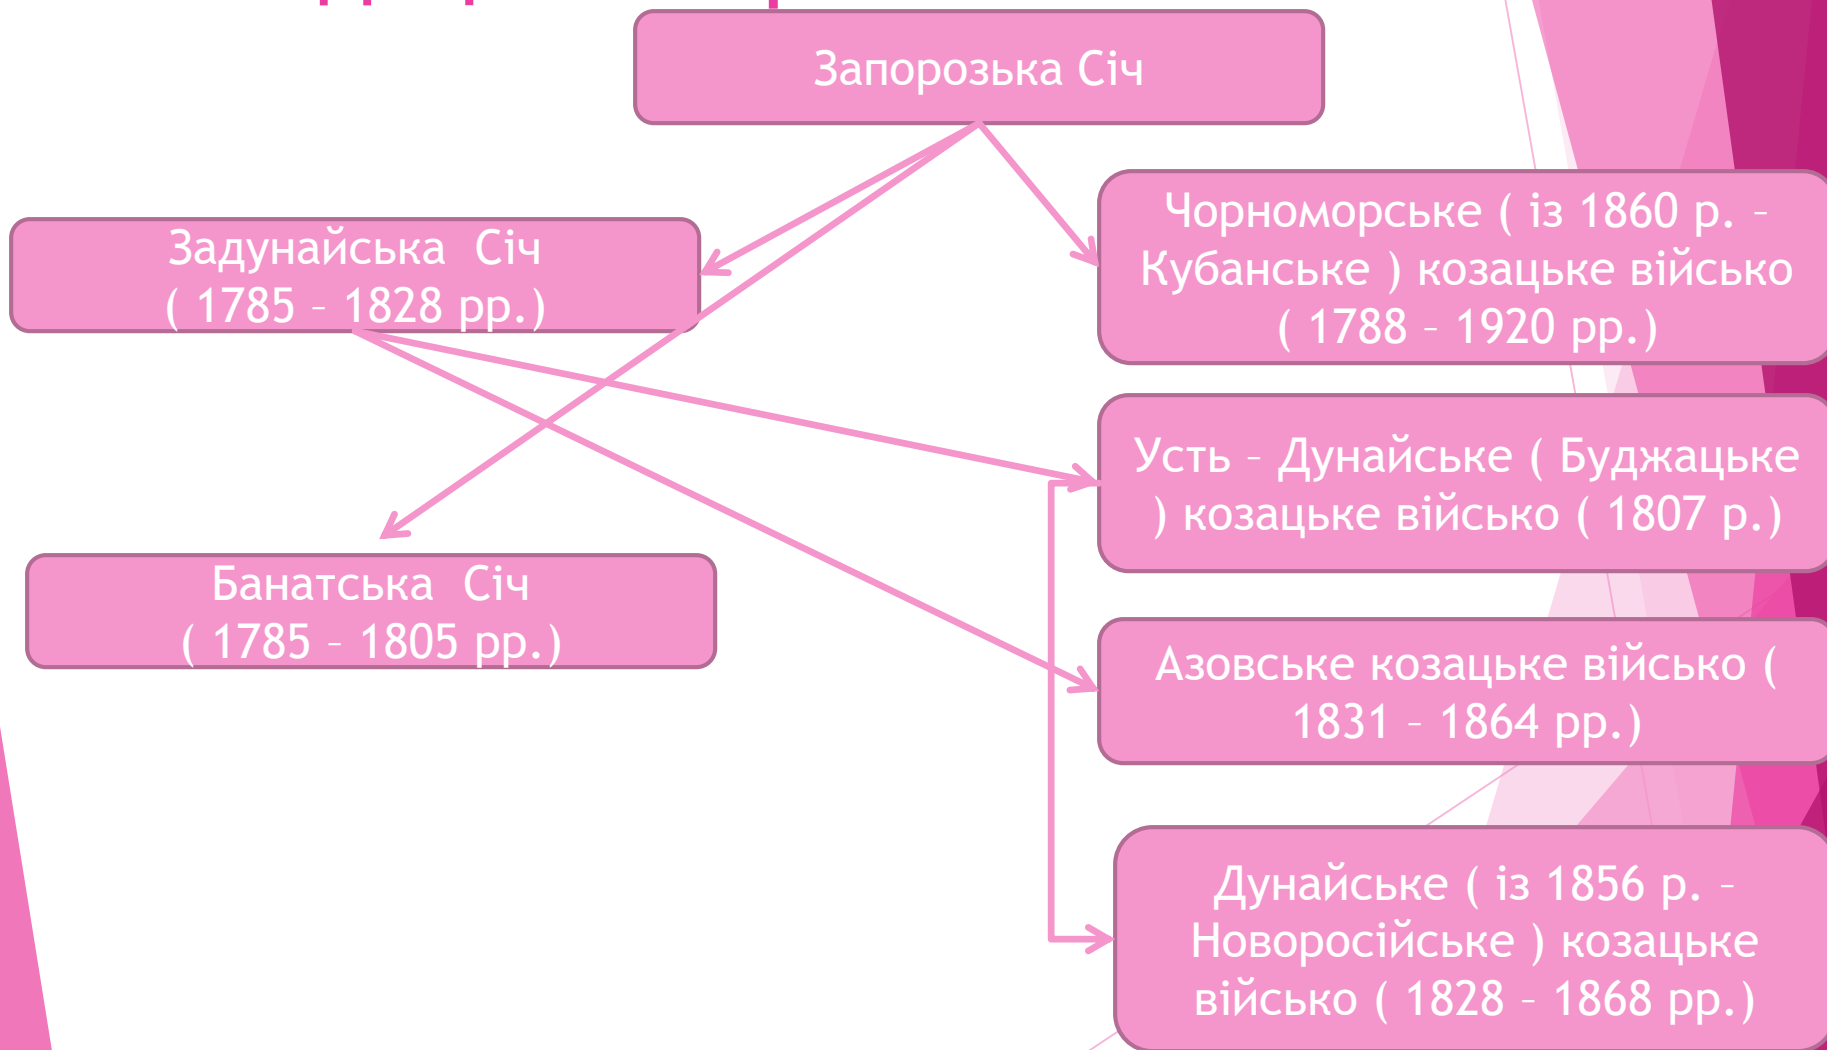 Запорозька Січ
Задунайська Січ
( 1785 – 1828 рр.)
Чорноморське ( із 1860 р. –
Кубанське ) козацьке військо
( 1788 – 1920 рр.)
Усть – Дунайське ( Буджацьке
) козацьке військо ( 1807 р.)
Банатська Січ
( 1785 – 1805 рр.)
Азовське козацьке військо (
1831 – 1864 рр.)
Дунайське ( із 1856 р. –
Новоросійське ) козацьке
військо ( 1828 – 1868 рр.)